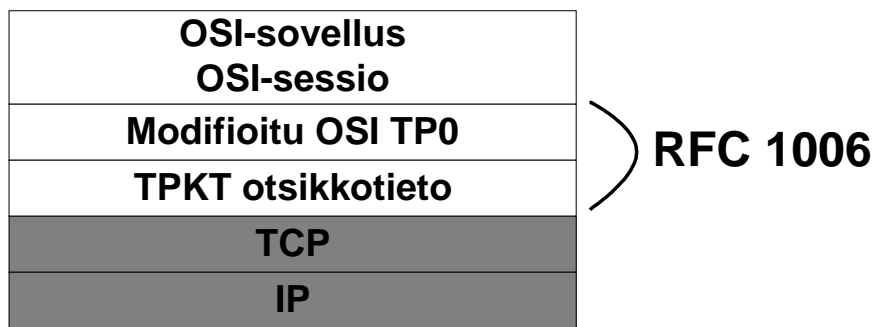 OSI-sovellus
OSI-sessio
Modifioitu OSI TP0
TPKT otsikkotieto
RFC 1006
TCP
IP